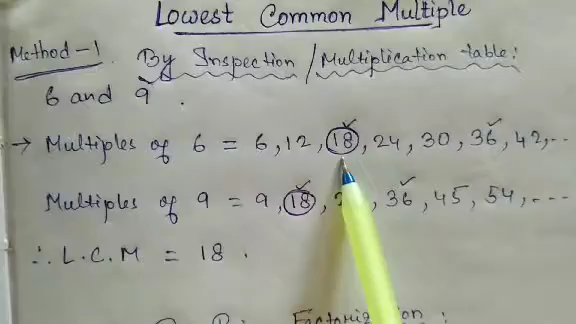 Lowest Common Multiple
Method-1. By Inspection/Multiplication table:
6 and 9.
→ Multiples of 6 = 6, 12, 18, 24, 30, 36, 42, ...
Multiples of 9 = 9, 18, 36, 45, 54, ...
∴ L.C.M = 18.
Factorization: